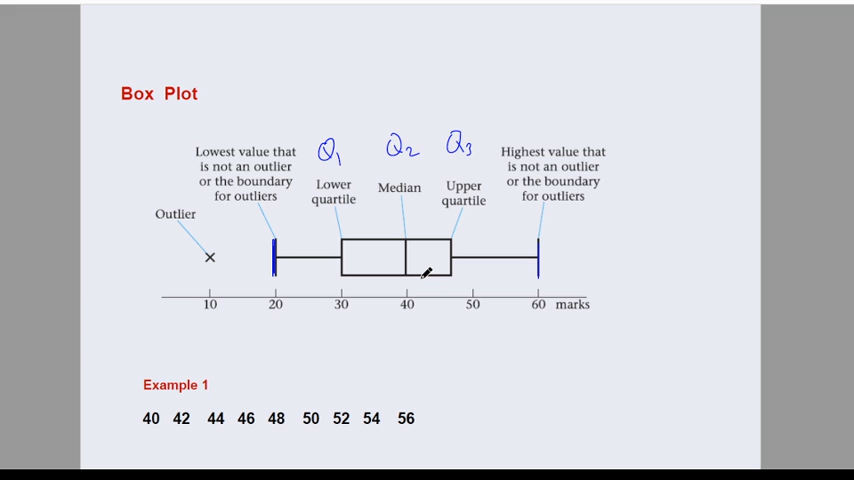 Box Plot
Q1 Q2 Q3
Lowest value that
is not an outlier
or the boundary
for outliers
Lower
quartile
Median
Upper
quartile
Highest value that
is not an outlier
or the boundary
for outliers
Outlier
10 20 30 40 50 60 marks
Example 1
40 42 44 46 48 50 52 54 56